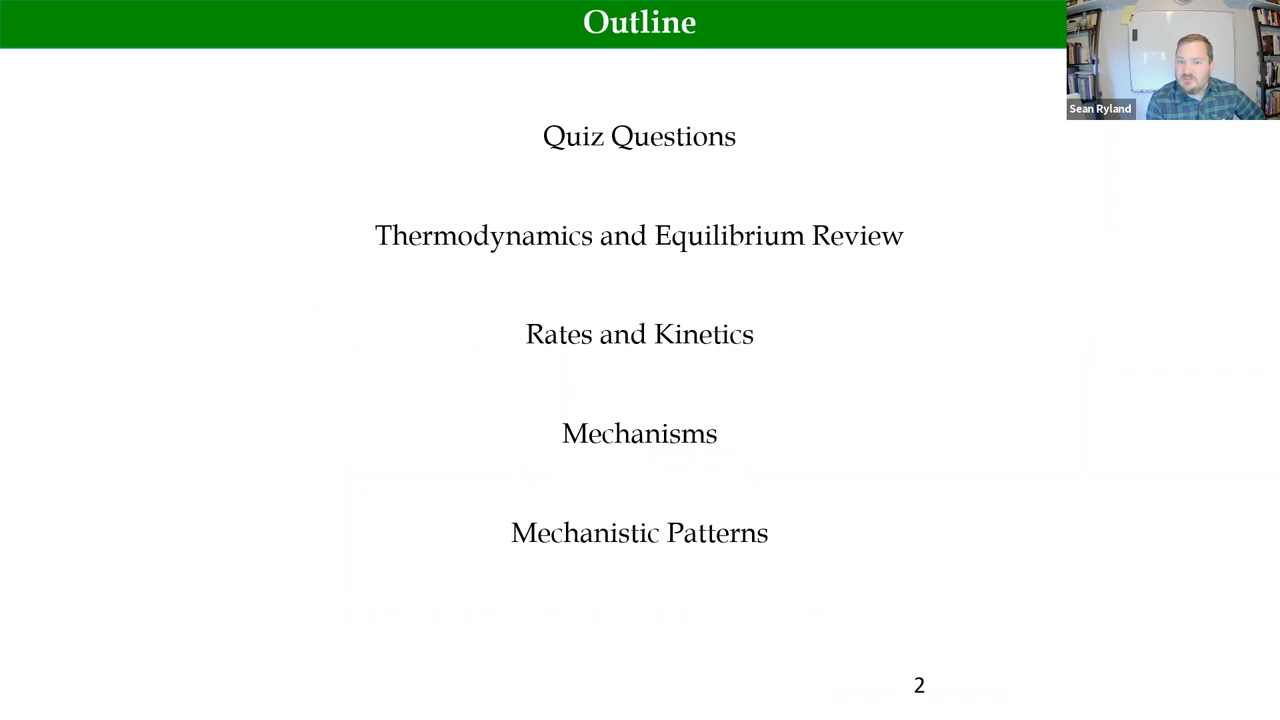 Outline
Sean Ryland
Quiz Questions
Thermodynamics and Equilibrium Review
Rates and Kinetics
Mechanisms
Mechanistic Patterns
2